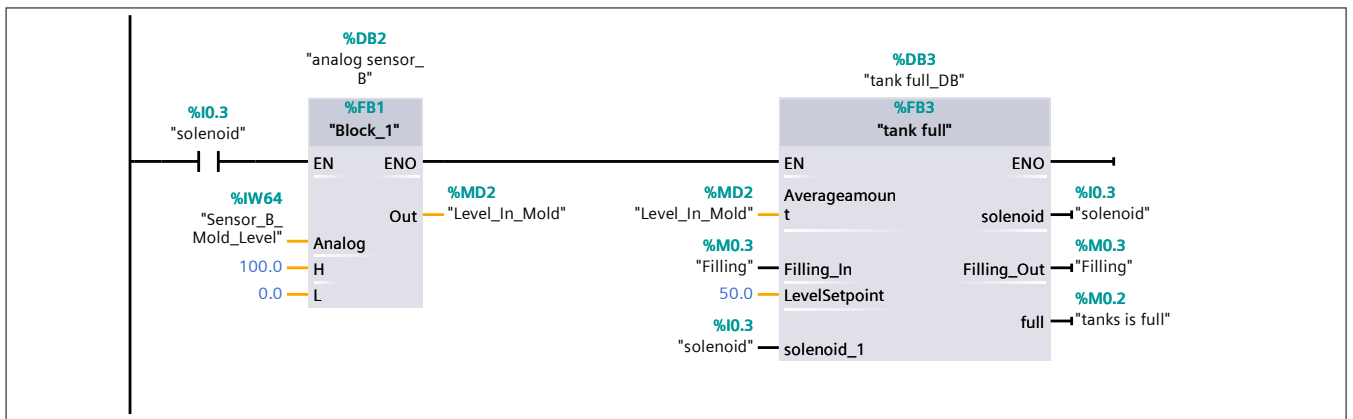 %DB2
"analog sensor_
B"
%DB3
"tank full_DB"
%I0.3
"solenoid"
%FB1
"Block_1"
%FB3
"tank full"
EN ENO
EN ENO
%IW64
"Sensor_B_
Mold_Level"
Analog
100.0 H
0.0 L
Out
%MD2
"Level_In_Mold"
%MD2
"Level_In_Mold"
Averageamoun
t
%M0.3
"Filling" Filling_In
50.0 LevelSetpoint
%I0.3
"solenoid" solenoid_1
%I0.3
solenoid "solenoid"
%M0.3
Filling_Out "Filling"
%M0.2
full "tanks is full"